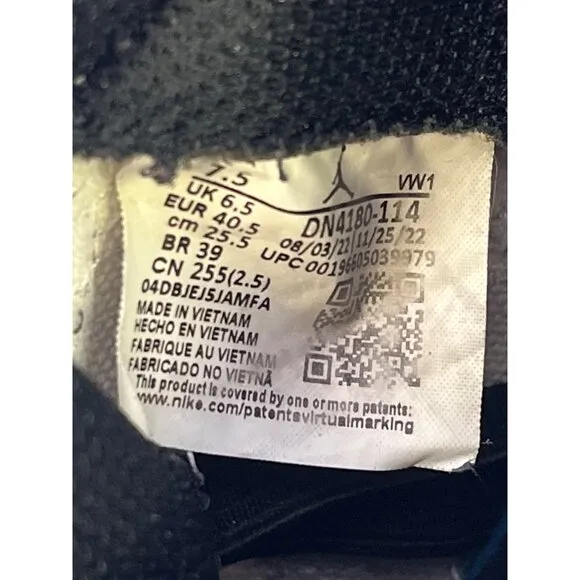 7.5
UK 6.5
EUR 40.5
cm 25.5
BR 39
CN 255(2.5)
04DBJEJ5JAMFA
VW1
DN4180-114
08/03/22 11/25/22
UPC 00196605039979
MADE IN VIETNAM
HECHO EN VIETNAM
FABRIQUE AU VIETNAM
FABRICADO NO VIETNÃ
This product is covered by one or more patents:
www.nike.com/patentsvirtualmarking